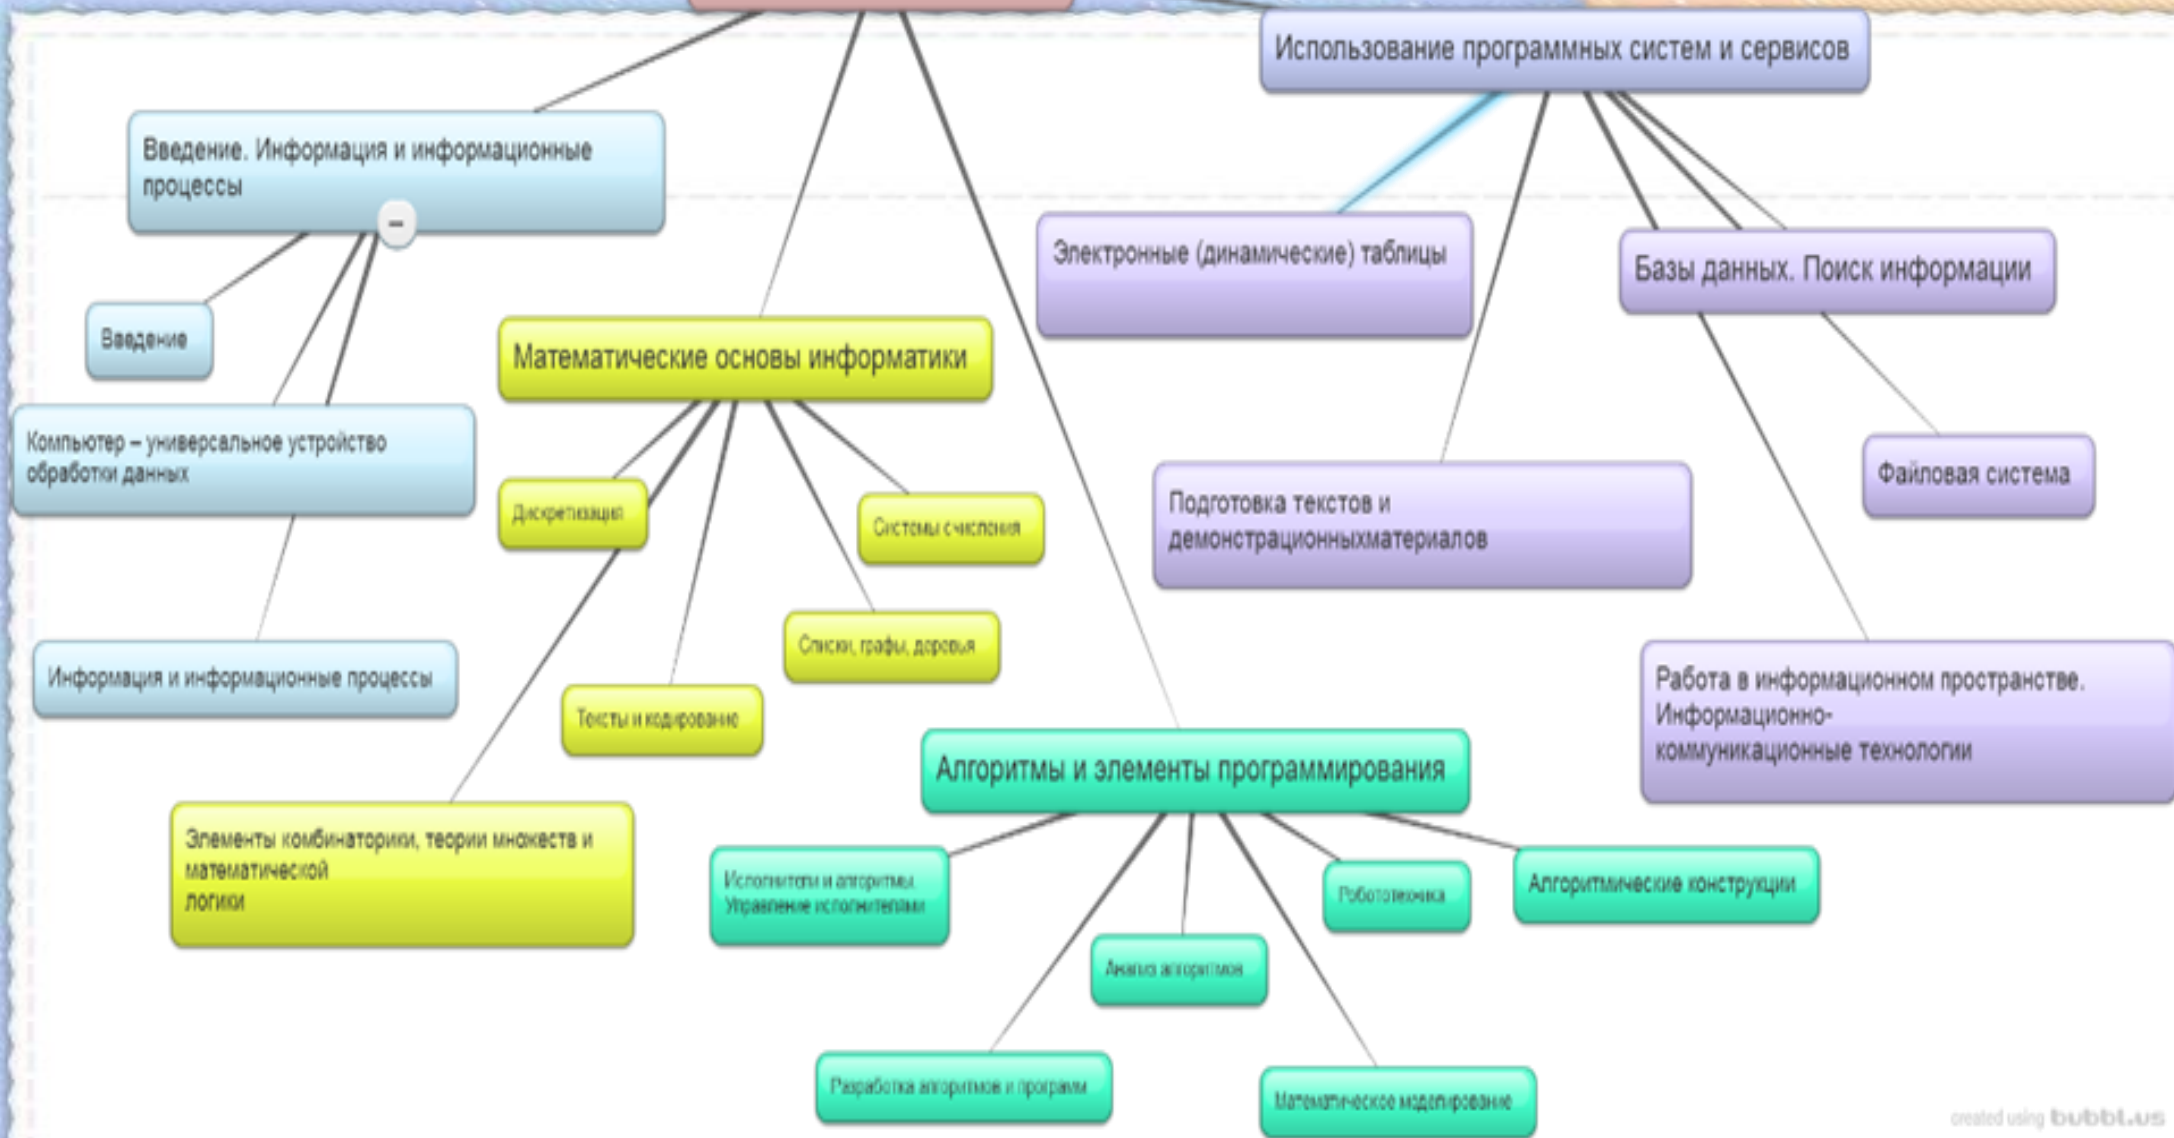 Использование программных систем и сервисов
Введение. Информация и информационные
процессы
–
Введение
Компьютер – универсальное устройство
обработки данных
Информация и информационные процессы
Математические основы информатики
Дискретизация
Системы счисления
Списки, графы, деревья
Тексты и кодирование
Элементы комбинаторики, теории множеств и
математической
логики
Электронные (динамические) таблицы
Базы данных. Поиск информации
Файловая система
Подготовка текстов и
демонстрационныхматериалов
Работа в информационном пространстве.
Информационно-
коммуникационные технологии
Алгоритмы и элементы программирования
Исполнители и алгоритмы.
Управление исполнителями
Робототехника
Алгоритмические конструкции
Анализ алгоритмов
Разработка алгоритмов и программ
Математическое моделирование
created using bubbl.us